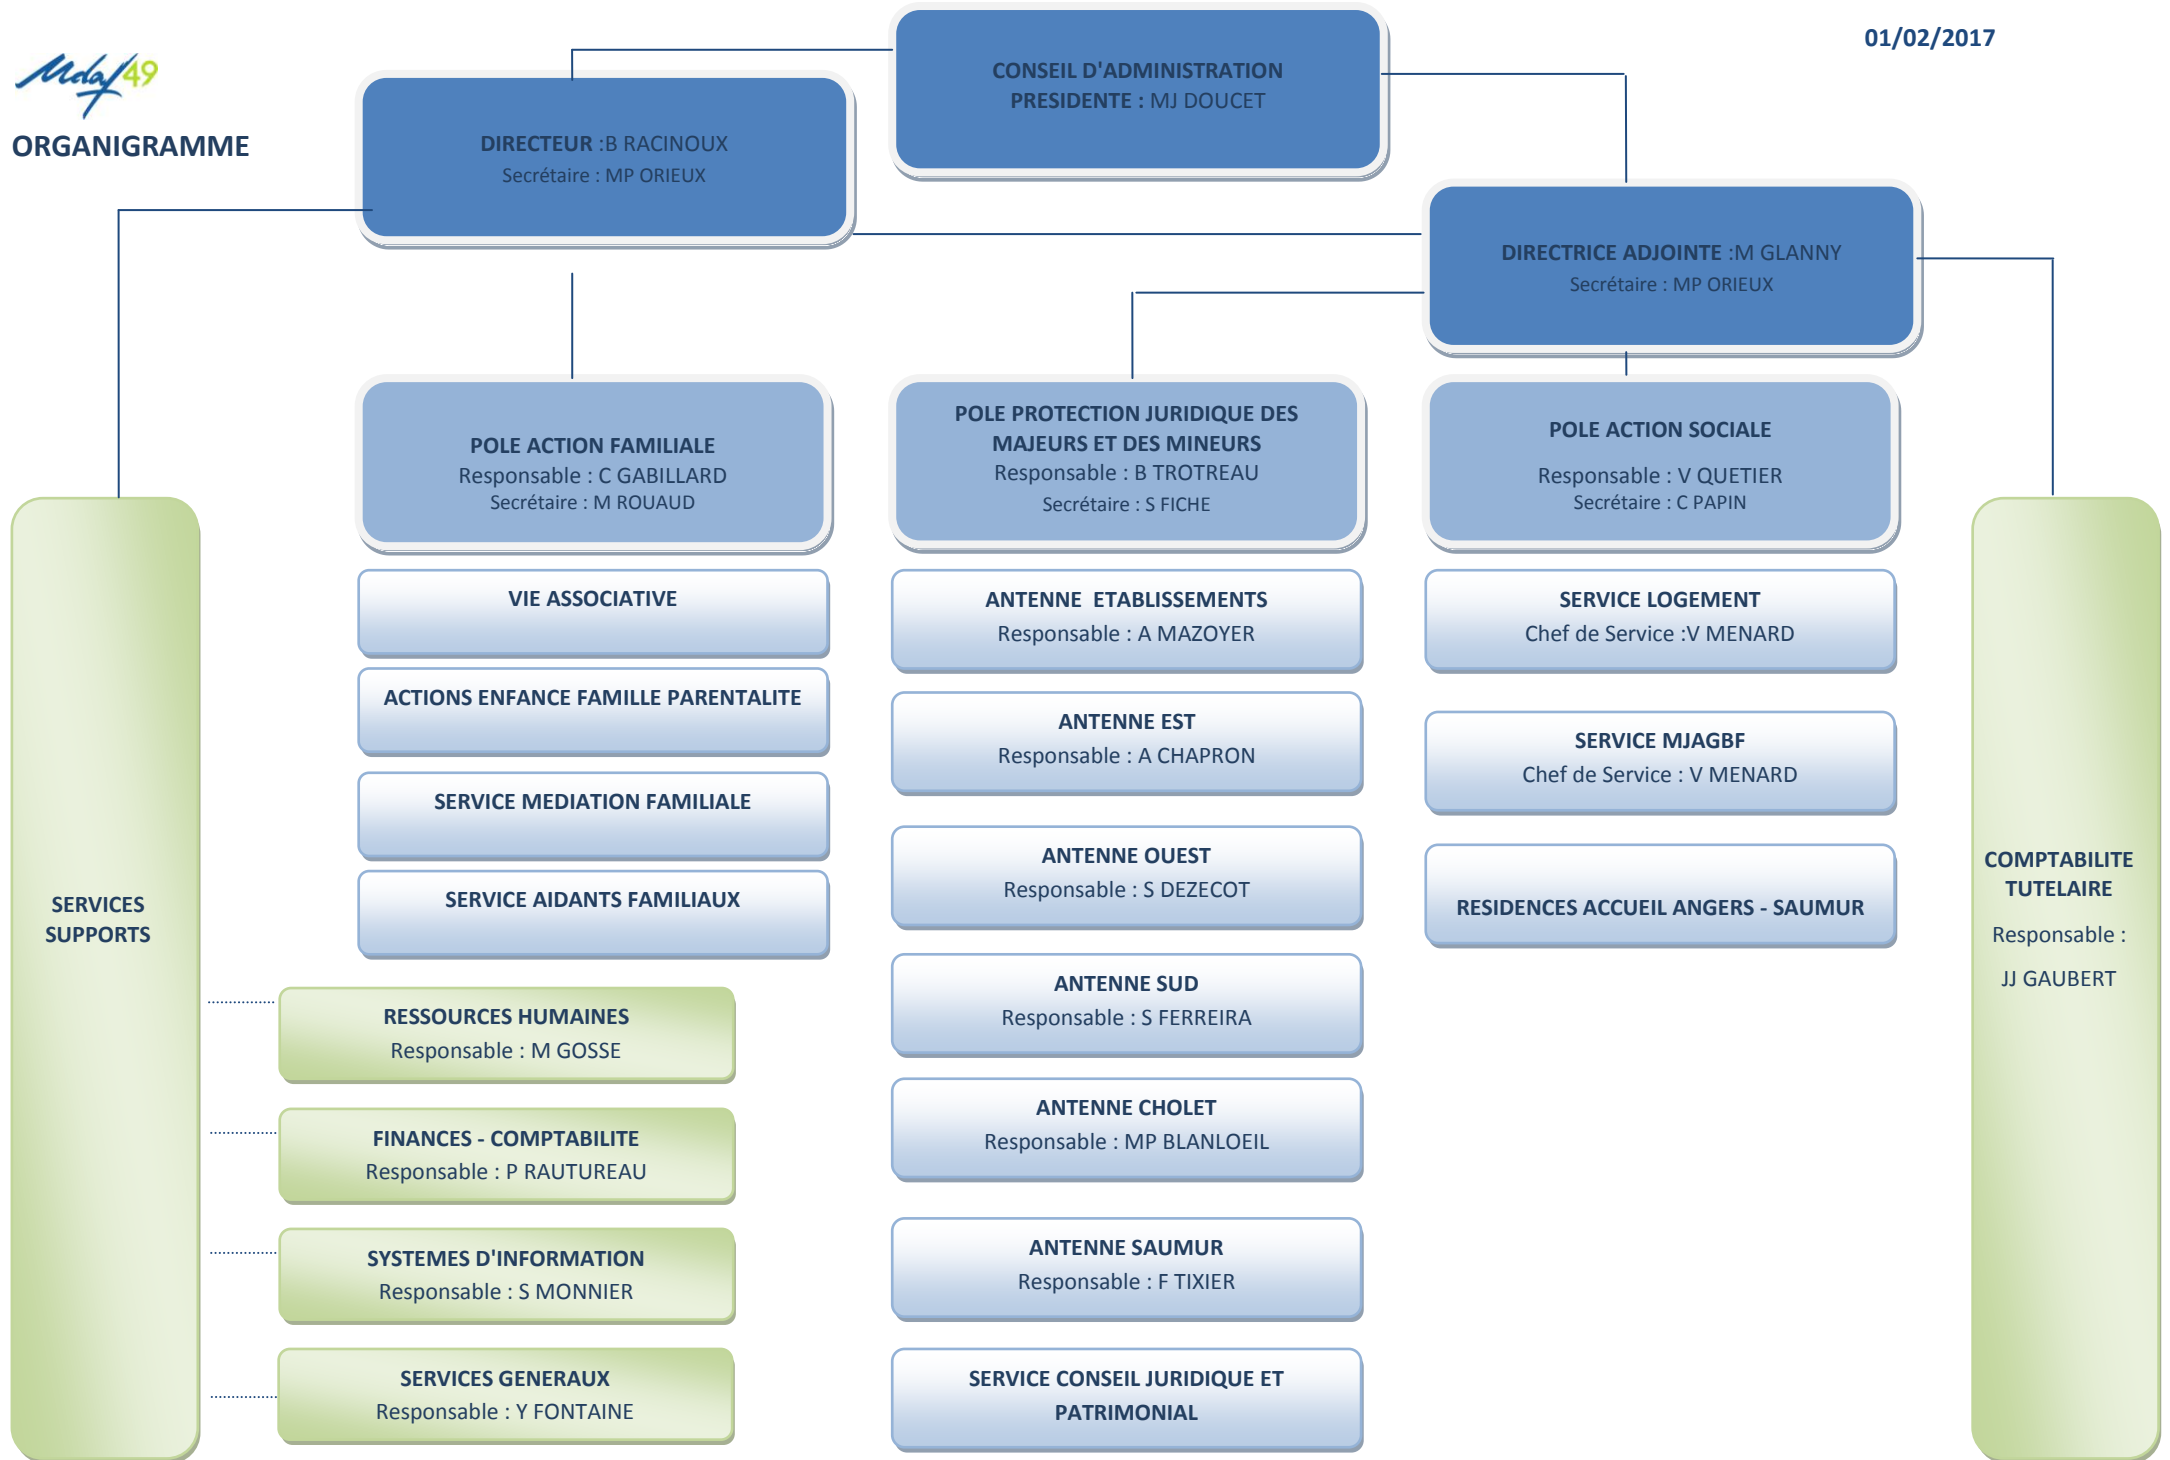 Udaf 49
ORGANIGRAMME
01/02/2017
CONSEIL D'ADMINISTRATION
PRESIDENTE : MJ DOUCET
DIRECTEUR :B RACINOUX
Secrétaire : MP ORIEUX
DIRECTRICE ADJOINTE :M GLANNY
Secrétaire : MP ORIEUX
POLE ACTION FAMILIALE
Responsable : C GABILLARD
Secrétaire : M ROUAUD
VIE ASSOCIATIVE
ACTIONS ENFANCE FAMILLE PARENTALITE
SERVICE MEDIATION FAMILIALE
SERVICE AIDANTS FAMILIAUX
POLE PROTECTION JURIDIQUE DES
MAJEURS ET DES MINEURS
Responsable : B TROTREAU
Secrétaire : S FICHE
ANTENNE ETABLISSEMENTS
Responsable : A MAZOYER
ANTENNE EST
Responsable : A CHAPRON
ANTENNE OUEST
Responsable : S DEZECOT
ANTENNE SUD
Responsable : S FERREIRA
ANTENNE CHOLET
Responsable : MP BLANLOEIL
ANTENNE SAUMUR
Responsable : F TIXIER
SERVICE CONSEIL JURIDIQUE ET
PATRIMONIAL
POLE ACTION SOCIALE
Responsable : V QUETIER
Secrétaire : C PAPIN
SERVICE LOGEMENT
Chef de Service :V MENARD
SERVICE MJAGBF
Chef de Service : V MENARD
RESIDENCES ACCUEIL ANGERS - SAUMUR
SERVICES
SUPPORTS
RESSOURCES HUMAINES
Responsable : M GOSSE
FINANCES - COMPTABILITE
Responsable : P RAUTUREAU
SYSTEMES D'INFORMATION
Responsable : S MONNIER
SERVICES GENERAUX
Responsable : Y FONTAINE
COMPTABILITE
TUTELAIRE
Responsable :
JJ GAUBERT